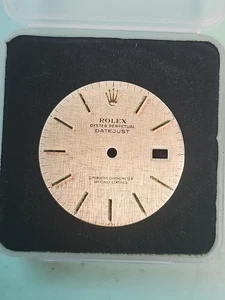 ROLEX
OYSTER PERPETUAL
DATEJUST
SUPERLATIVE CHRONOMETER
OFFICIALLY CERTIFIED